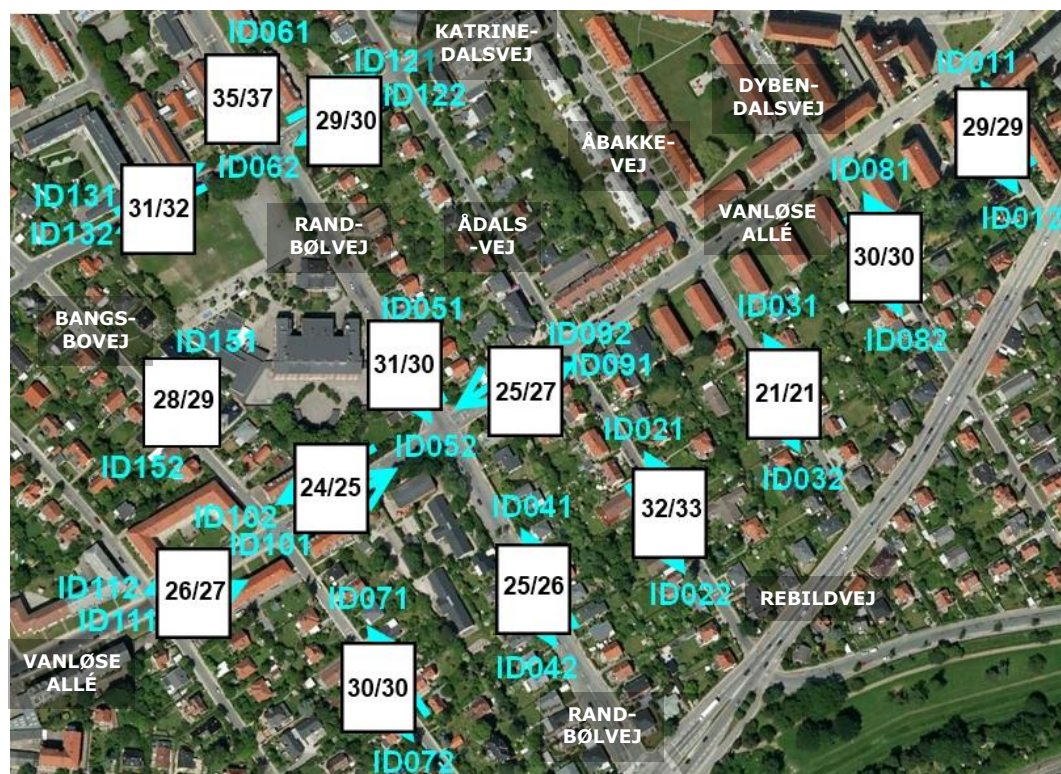 ID061
KATRINE-
DALSVEJ
ID121
ID122
35/37
29/30
ID011
DYBEN-
DALSVEJ
29/29
ÅBAKKE-
VEJ
ID062
ID081
ID131
31/32
ID132
RAND-
BØLVEJ
ÅDALS
-VEJ
VANLØSE
ALLÉ
ID012
30/30
BANGS-
BOVEJ
ID151
ID051
ID031
ID092
ID091
ID082
31/30
25/27
28/29
21/21
ID021
ID052
ID152
ID032
24/25
ID102
ID101
ID041
32/33
ID112
ID111
26/27
ID071
25/26
ID022
REBILDVEJ
VANLØSE
ALLÉ
ID042
30/30
RAND-
BØLVEJ
ID072